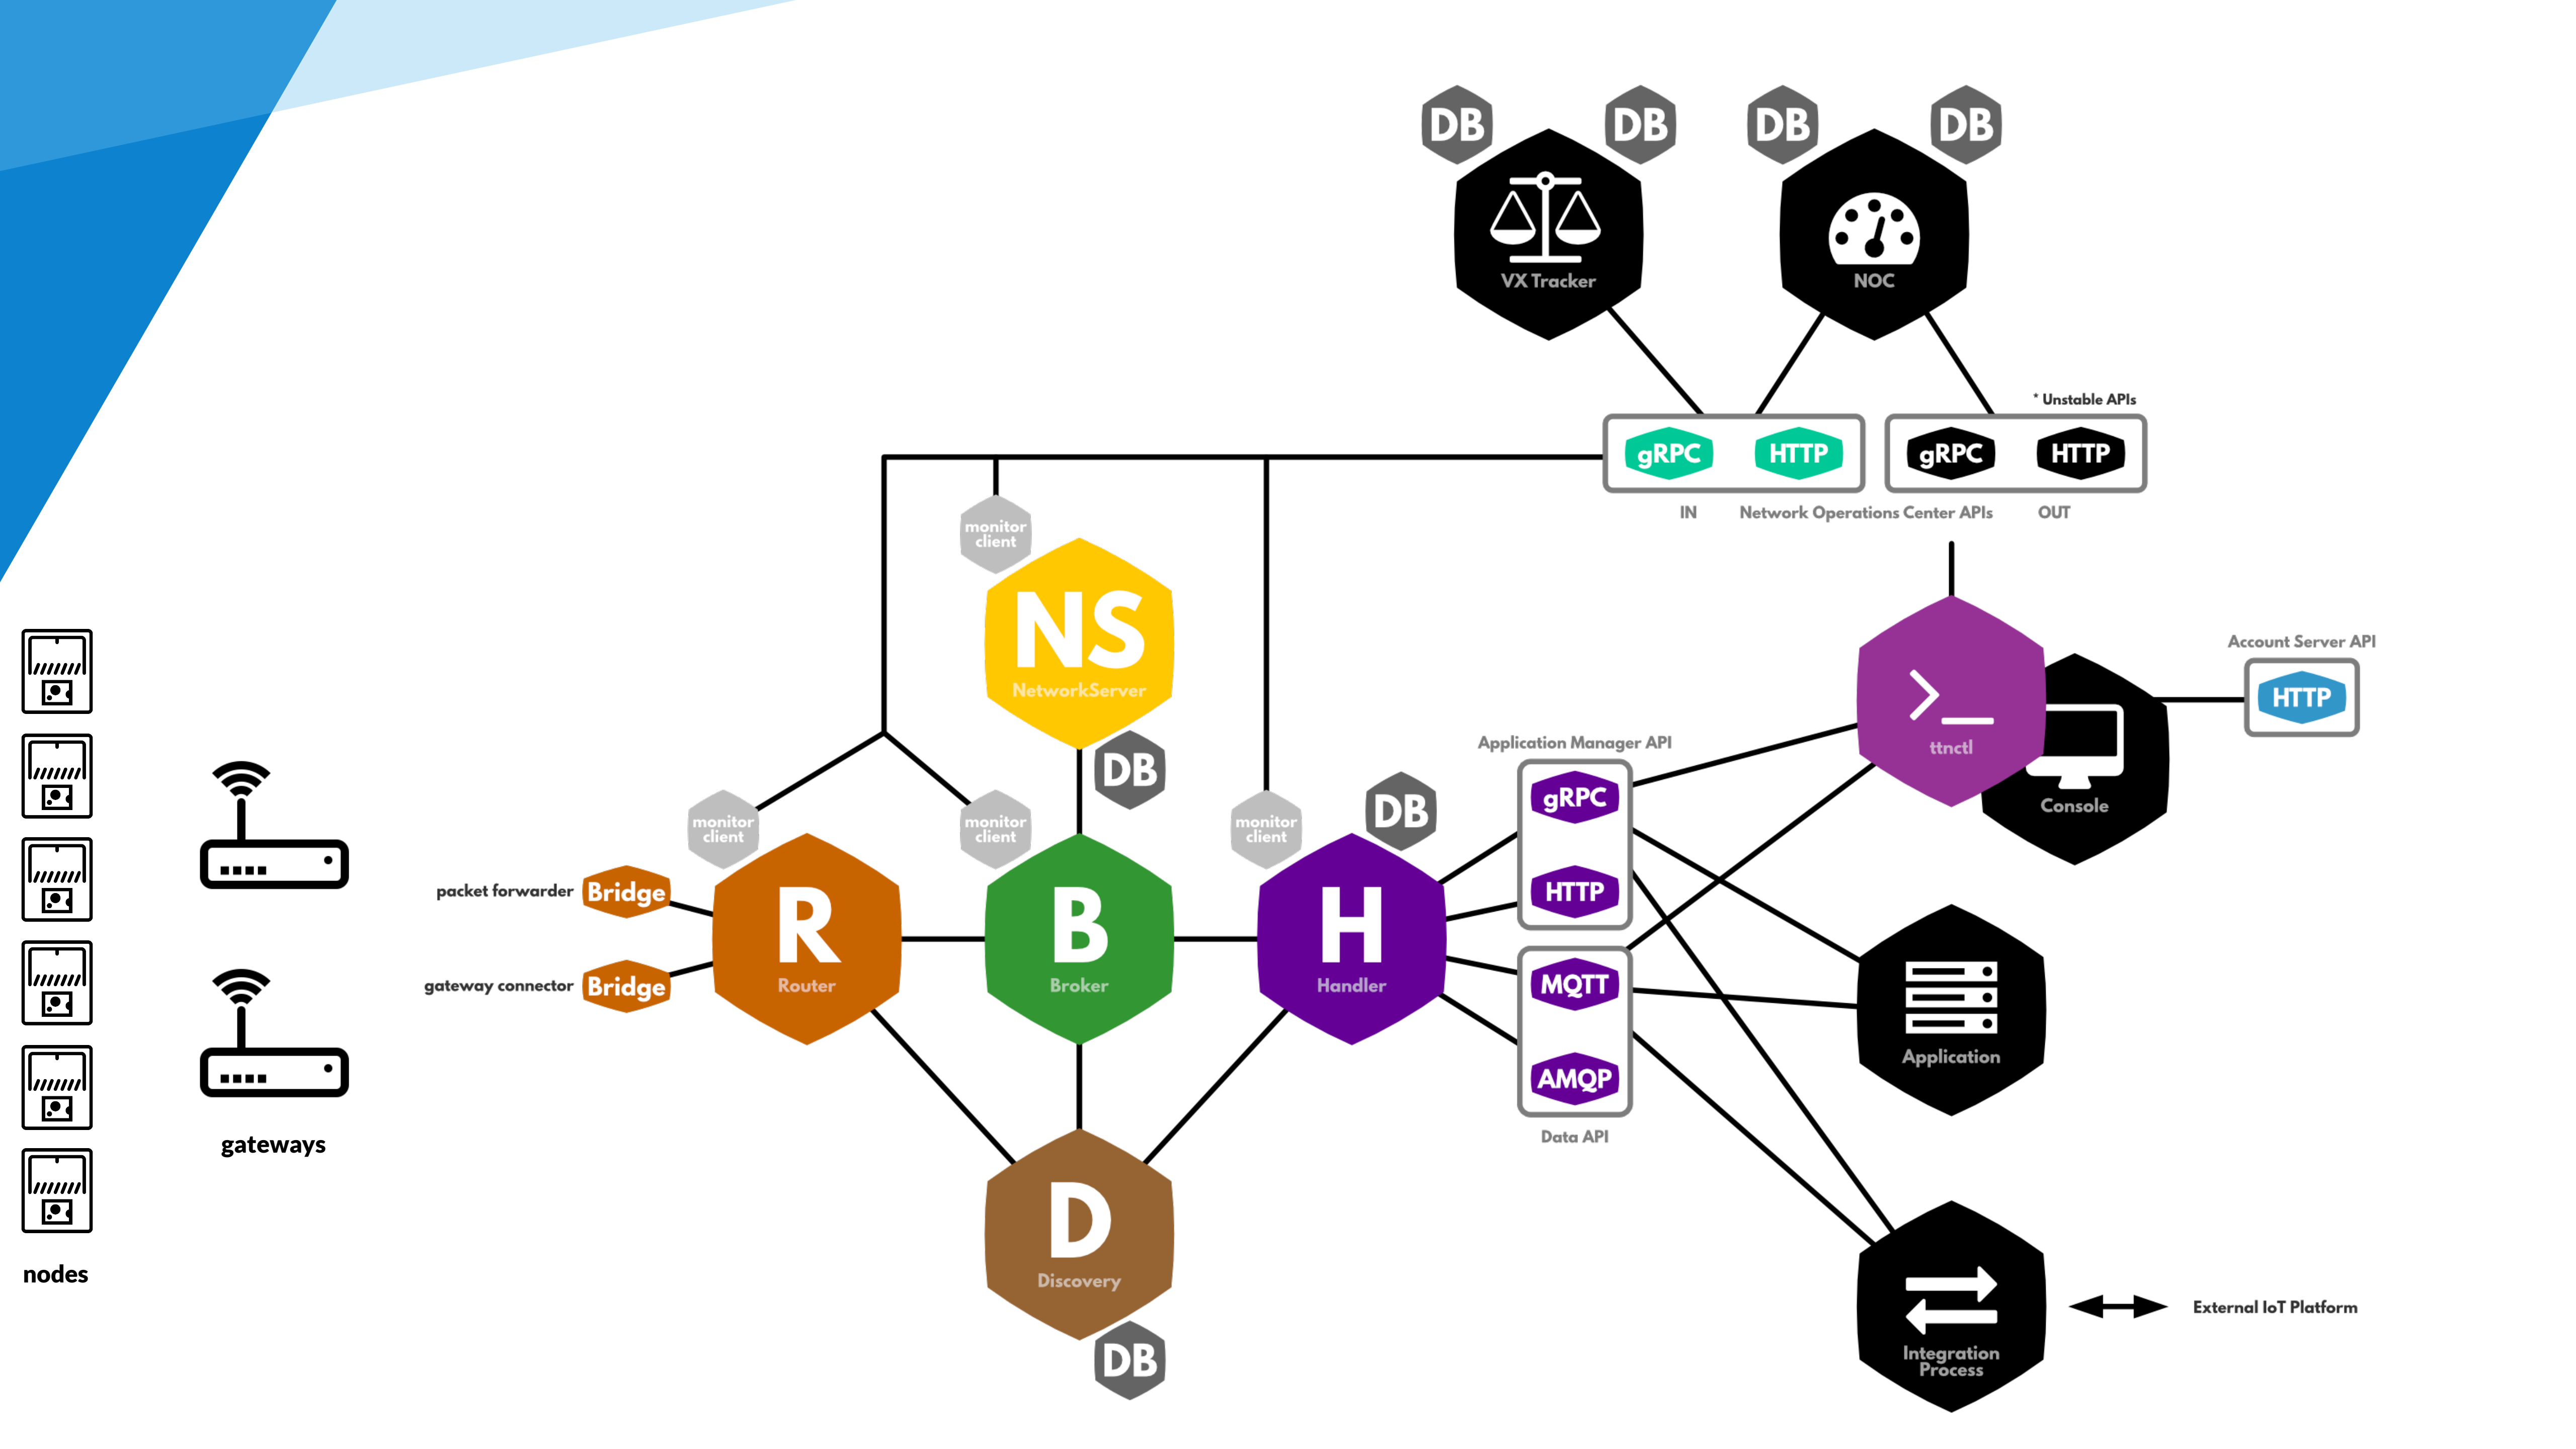 DB
DB
DB
DB
VX Tracker
NOC
* Unstable APIs
gRPC
HTTP
gRPC
HTTP
IN
Network Operations Center APIs
OUT
monitor
client
NS
NetworkServer
DB
>_
ttnctl
Console
Account Server API
HTTP
Application Manager API
gRPC
HTTP
monitor
client
monitor
client
monitor
client
DB
packet forwarder
Bridge
gateway connector
Bridge
R
Router
B
Broker
H
Handler
MQTT
AMQP
Data API
Application
gateways
nodes
D
Discovery
DB
Integration
Process
External IoT Platform